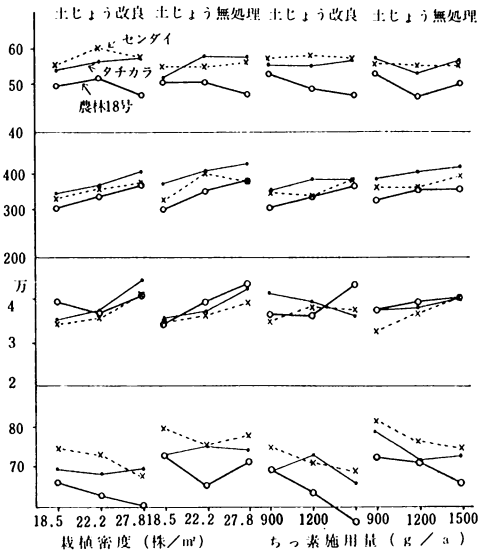 土じょう改良 土じょう無処理 土じょう改良 土じょう無処理
センダイ
タチカラ
農林18号
60
50
40
400
300
200
万
4
3
2
80
70
18.5 22.2 27.8 18.5 22.2 27.8 900 1200 900 1200 1500
栽植密度(株/㎡) ちっ素施用量(g/a)